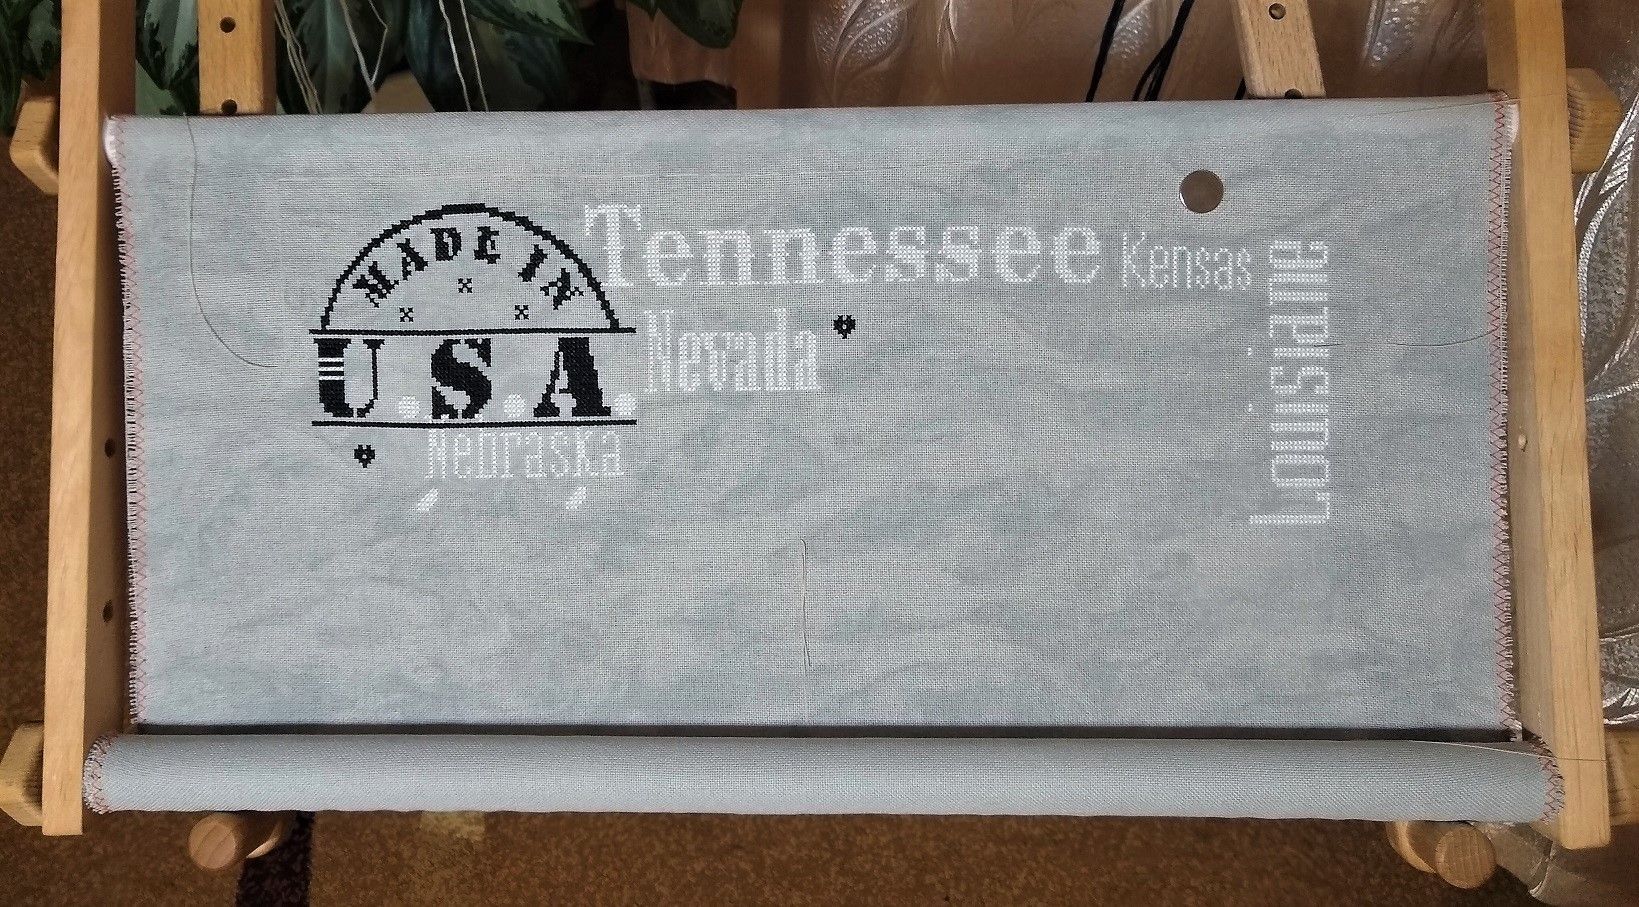 MADE IN
U.S.A.
Tennessee
Kensas
Nevada
Nebraska
Louisiana